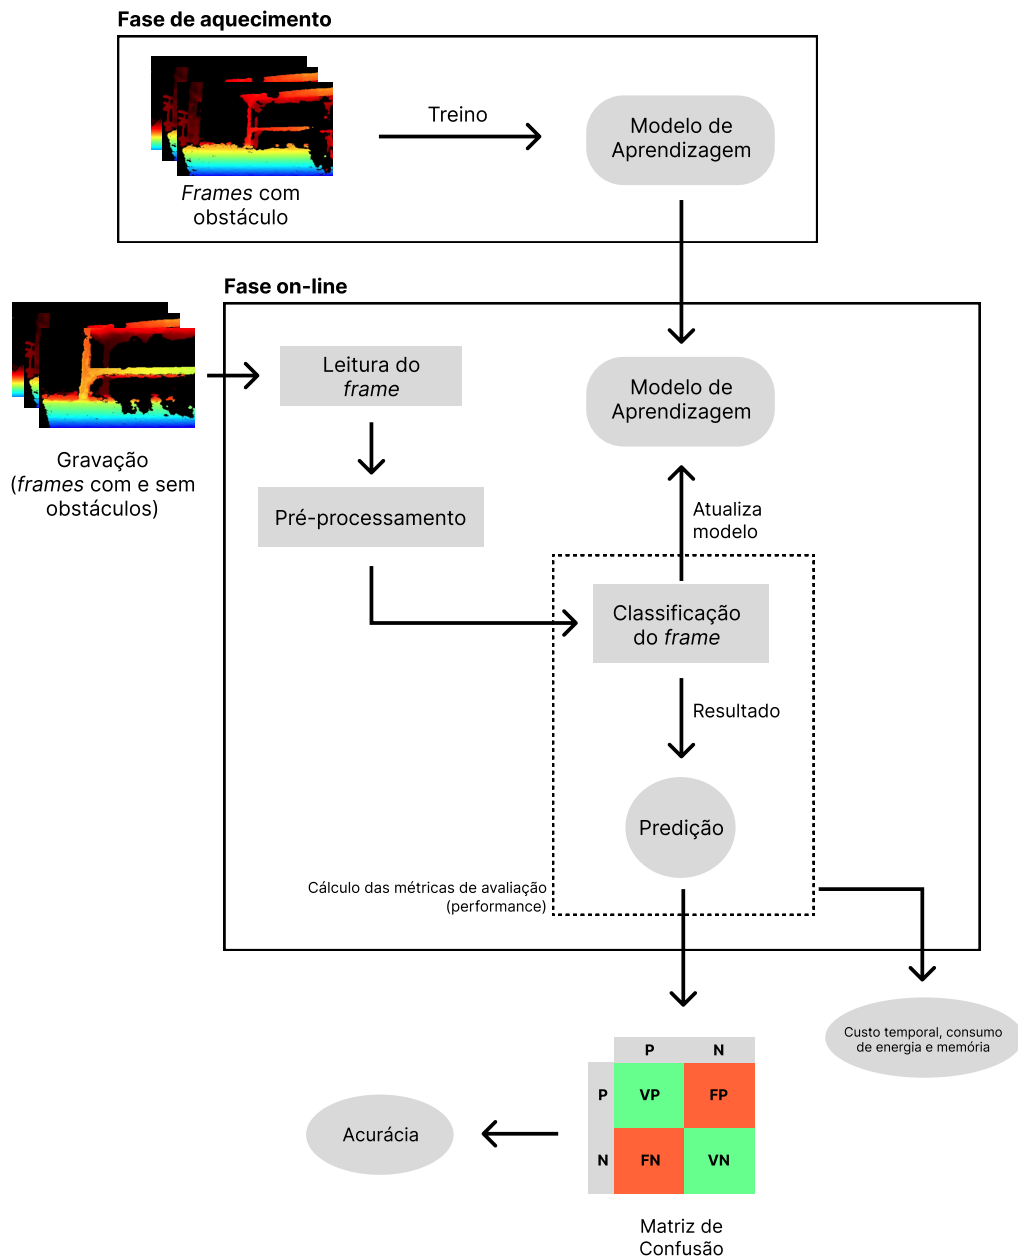 Fase de aquecimento
Treino
Modelo de
Aprendizagem
Frames com
obstáculo
Fase on-line
Leitura do
frame
Modelo de
Aprendizagem
Gravação
(frames com e sem
obstáculos)
Pré-processamento
Atualiza
modelo
Classificação
do frame
Resultado
Predição
Cálculo das métricas de avaliação
(performance)
Custo temporal, consumo
de energia e memória
P N
P VP FP
N FN VN
Acurácia
Matriz de
Confusão